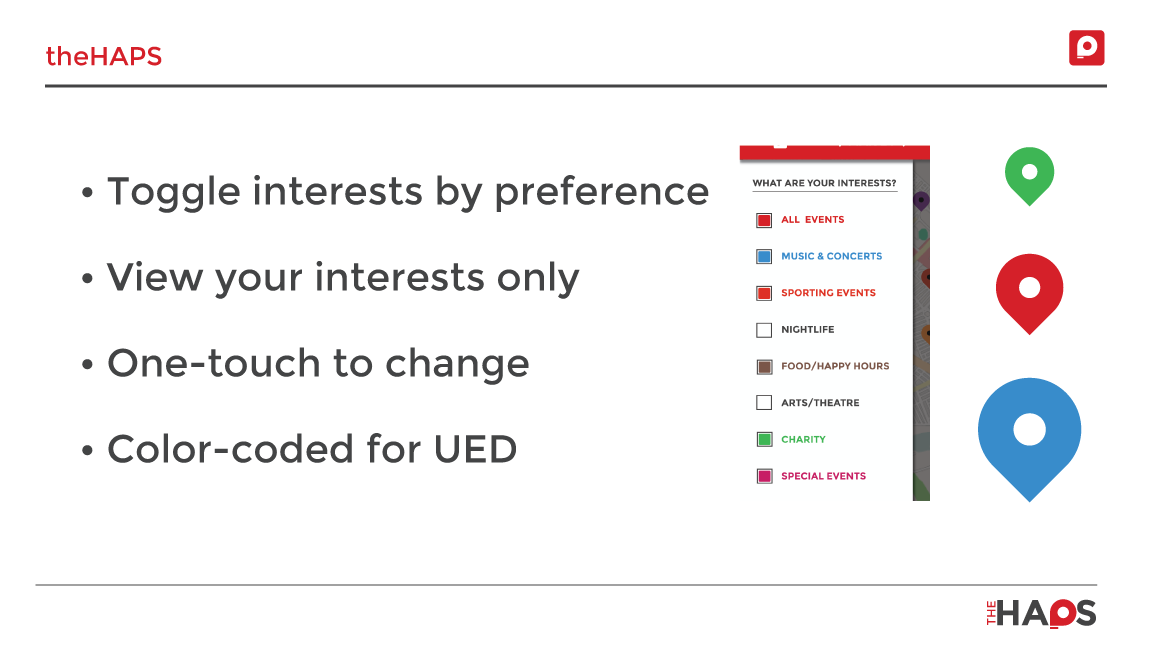 theHAPS
• Toggle interests by preference
• View your interests only
• One-touch to change
• Color-coded for UED
WHAT ARE YOUR INTERESTS?
ALL EVENTS
MUSIC & CONCERTS
SPORTING EVENTS
NIGHTLIFE
FOOD/HAPPY HOURS
ARTS/THEATRE
CHARITY
SPECIAL EVENTS
THE HAPS